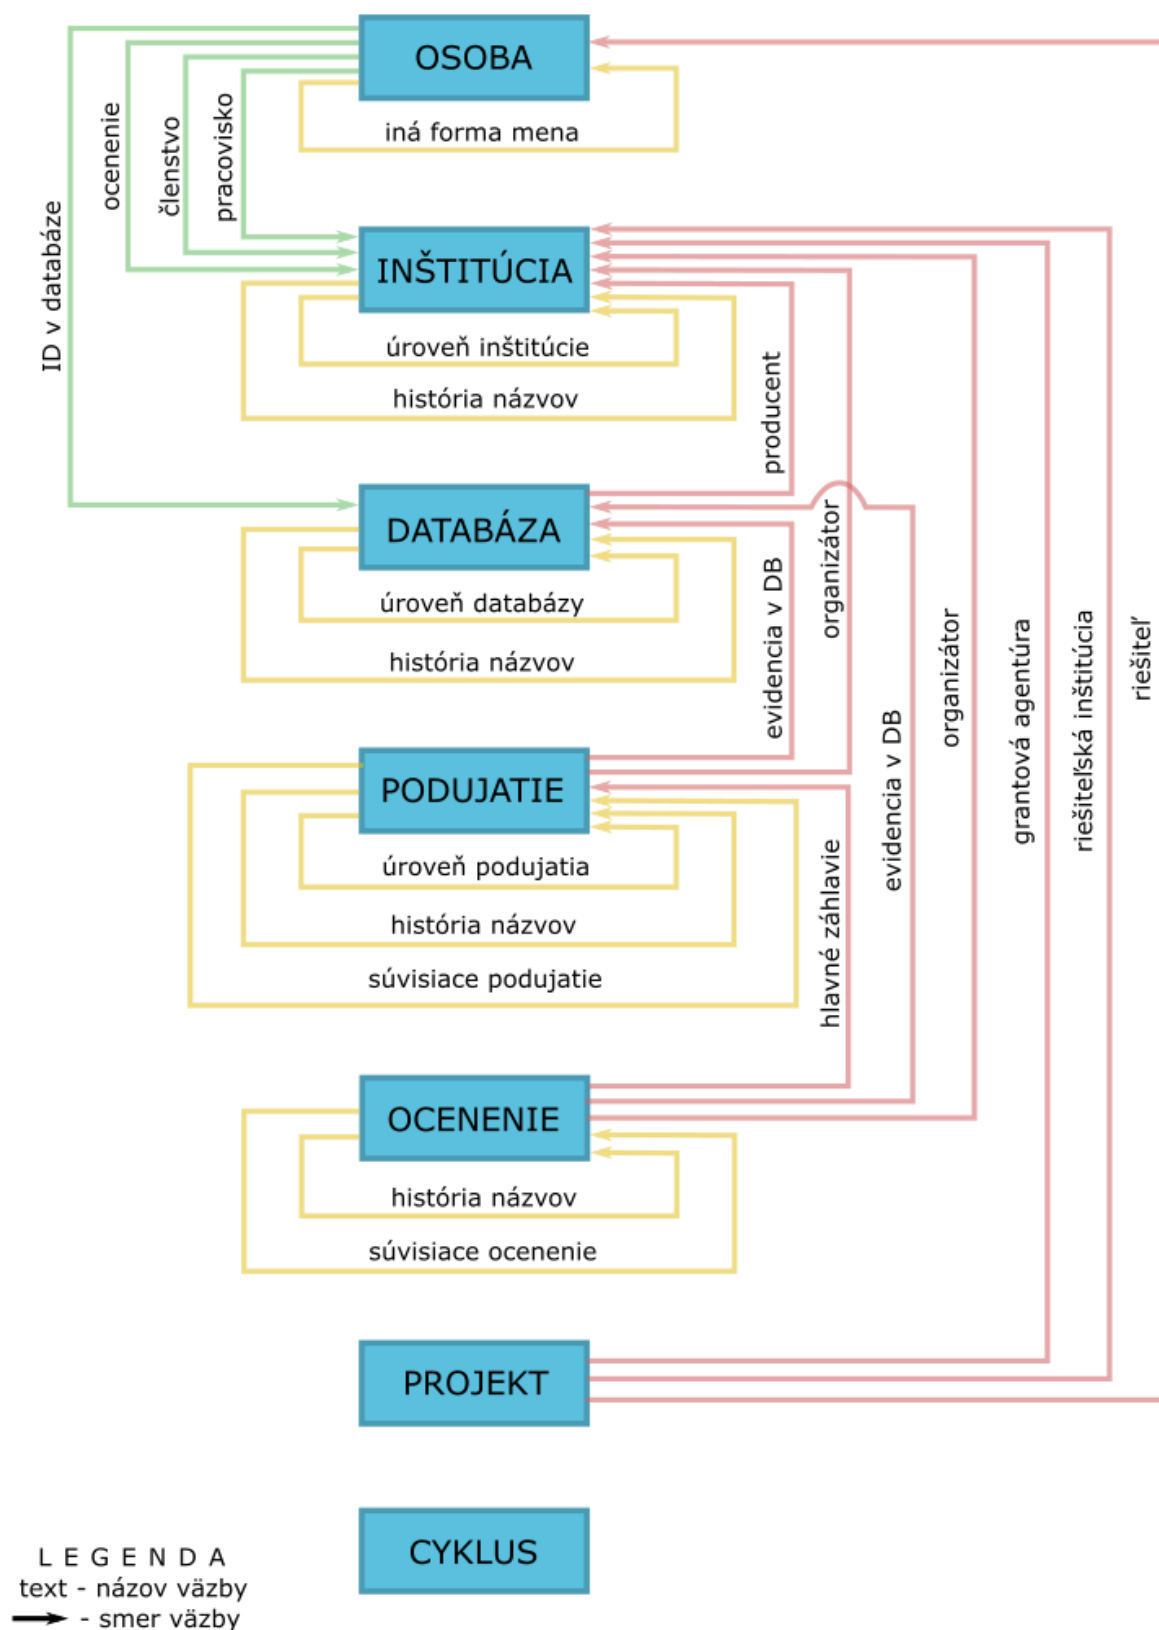 OSOBA
iná forma mena
ocenenie
členstvo
pracovisko
ID v databáze
INŠTITÚCIA
úroveň inštitúcie
história názvov
producent
organizátor
DATABÁZA
úroveň databázy
história názvov
evidencia v DB
evidencia v DB
organizátor
grantová agentúra
riešiteľská inštitúcia
riešiteľ
PODUJATIE
úroveň podujatia
história názvov
súvisiace podujatie
hlavné záhlavie
OCENENIE
história názvov
súvisiace ocenenie
PROJEKT
CYKLUS
L E G E N D A
text - názov väzby
- smer väzby